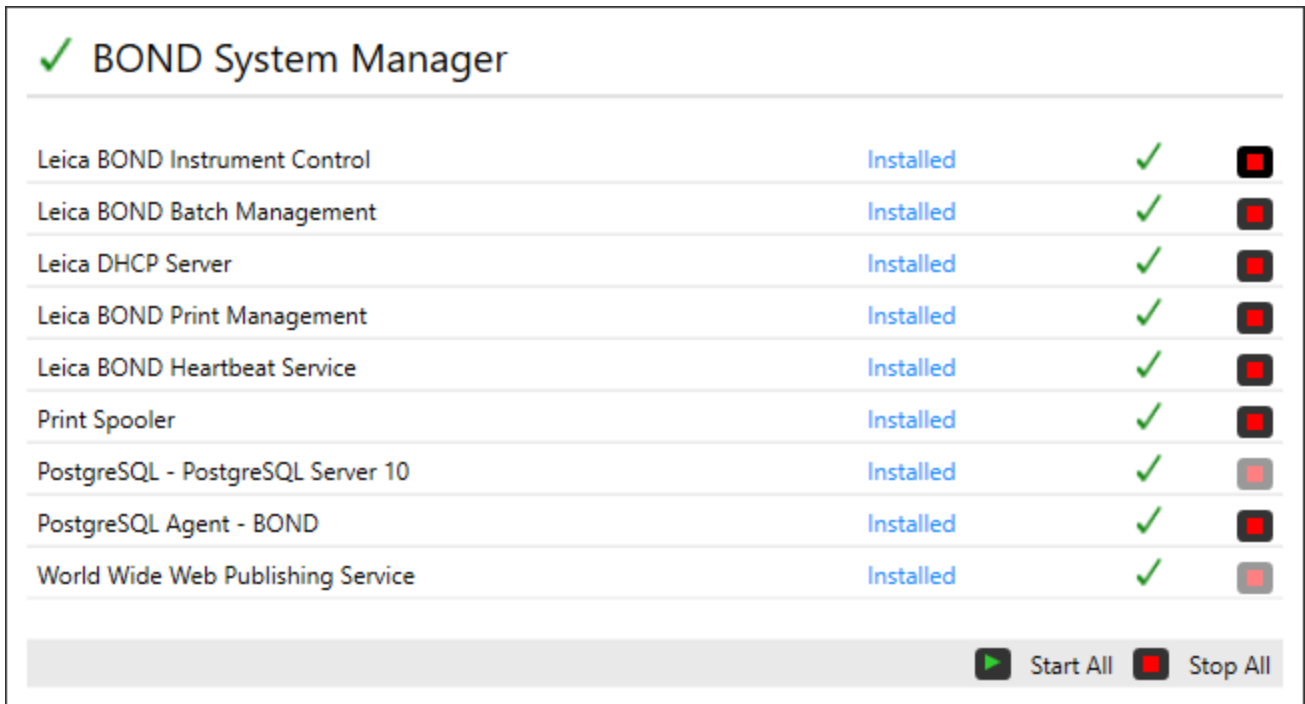 BOND System Manager
Leica BOND Instrument Control Installed
Leica BOND Batch Management Installed
Leica DHCP Server Installed
Leica BOND Print Management Installed
Leica BOND Heartbeat Service Installed
Print Spooler Installed
PostgreSQL - PostgreSQL Server 10 Installed
PostgreSQL Agent - BOND Installed
World Wide Web Publishing Service Installed
Start All Stop All